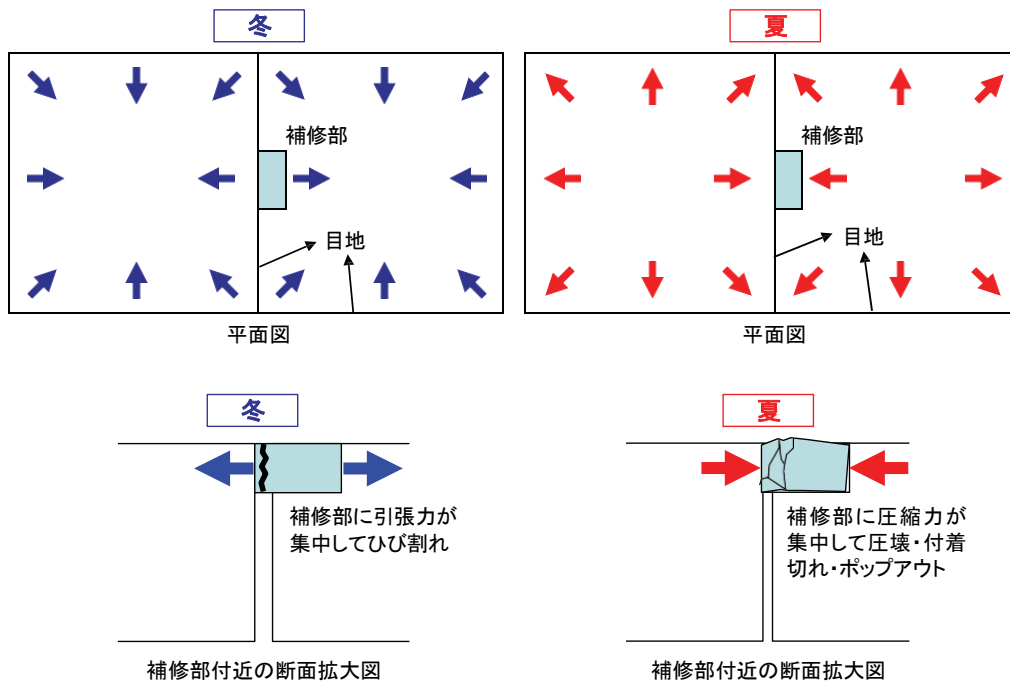 冬
補修部
目地
平面図
夏
補修部
目地
平面図
冬
補修部に引張力が
集中してひび割れ
補修部付近の断面拡大図
夏
補修部に圧縮力が
集中して圧壊・付着
切れ・ポップアウト
補修部付近の断面拡大図